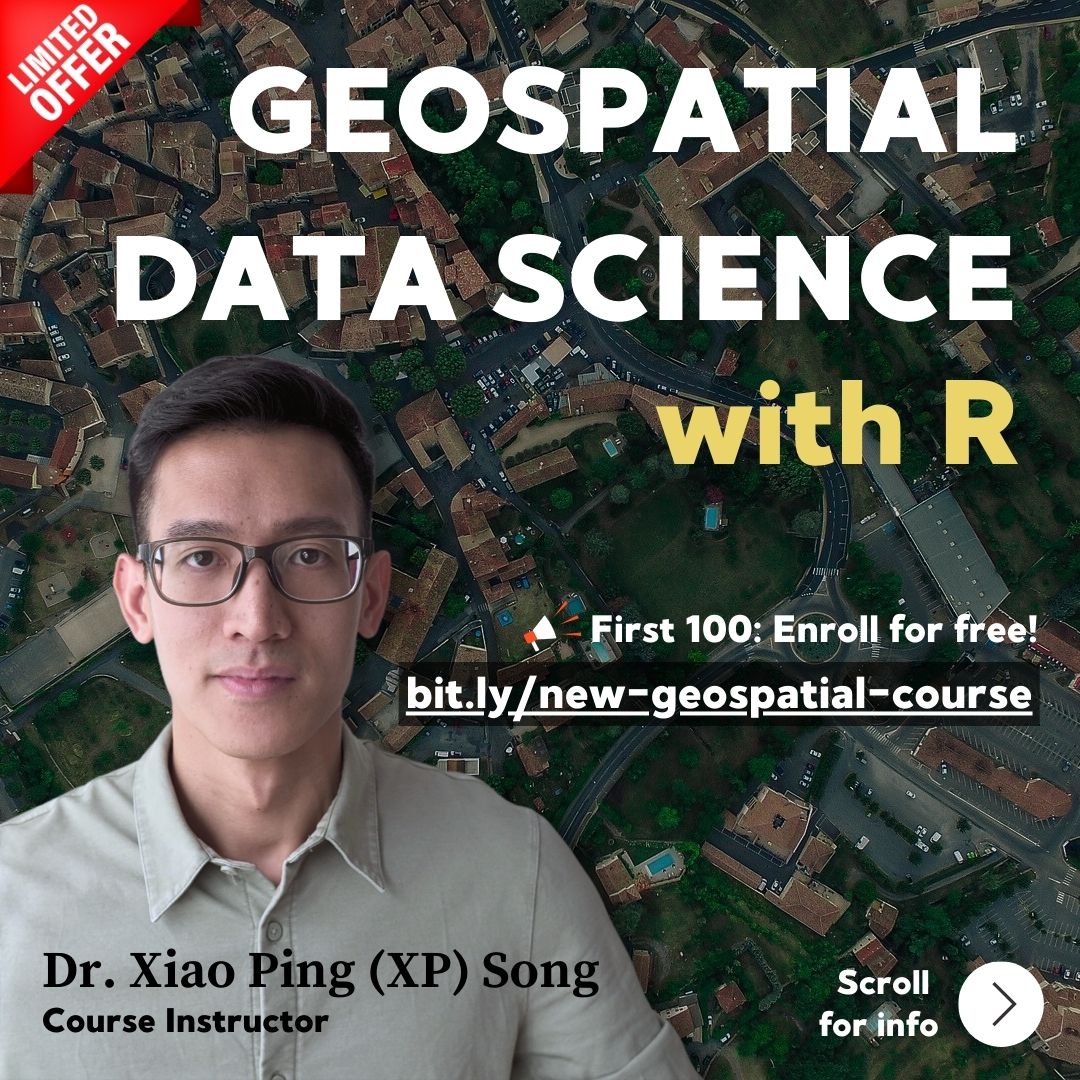 LIMITED
OFFER
GEOSPATIAL
DATA SCIENCE
with R
First 100: Enroll for free!
bit.ly/new-geospatial-course
Dr. Xiao Ping (XP) Song
Course Instructor
Scroll
for info